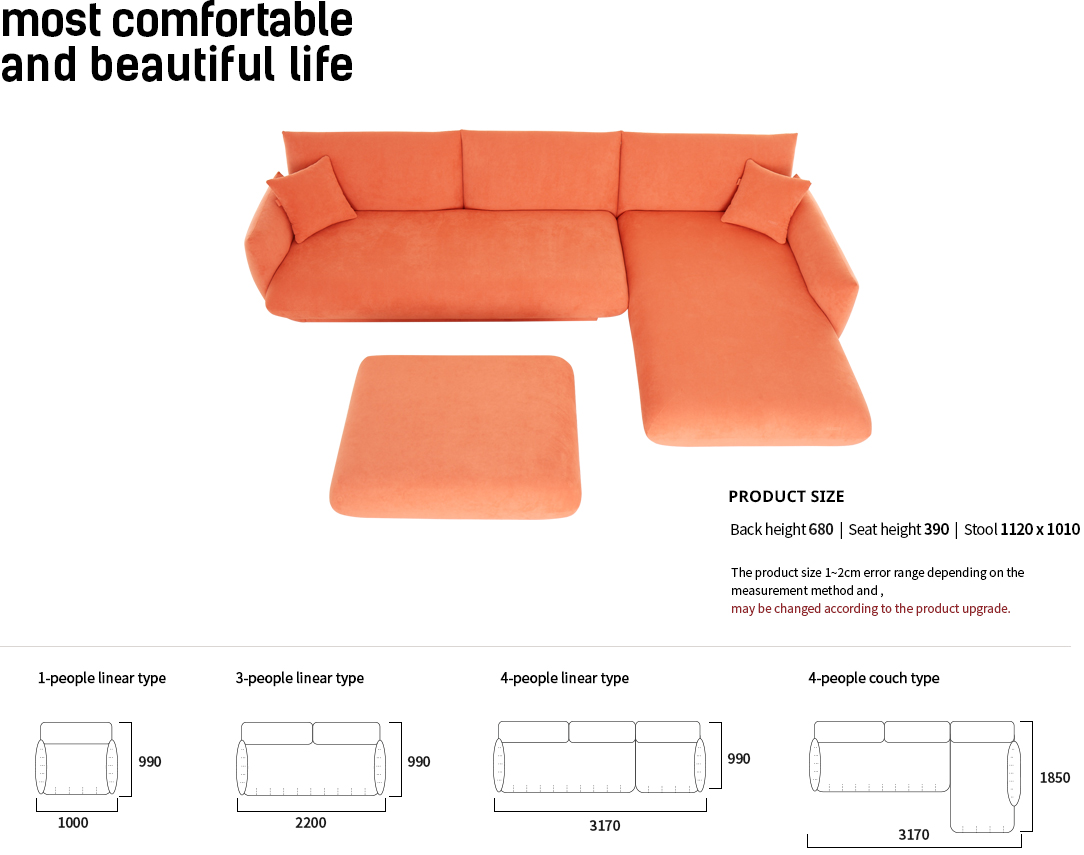 most comfortable
and beautiful life
PRODUCT SIZE
Back height 680 | Seat height 390 | Stool 1120 x 1010
The product size 1~2cm error range depending on the
measurement method and ,
may be changed according to the product upgrade.
1-people linear type
3-people linear type
4-people linear type
4-people couch type
990
990
990
1850
1000
2200
3170
3170